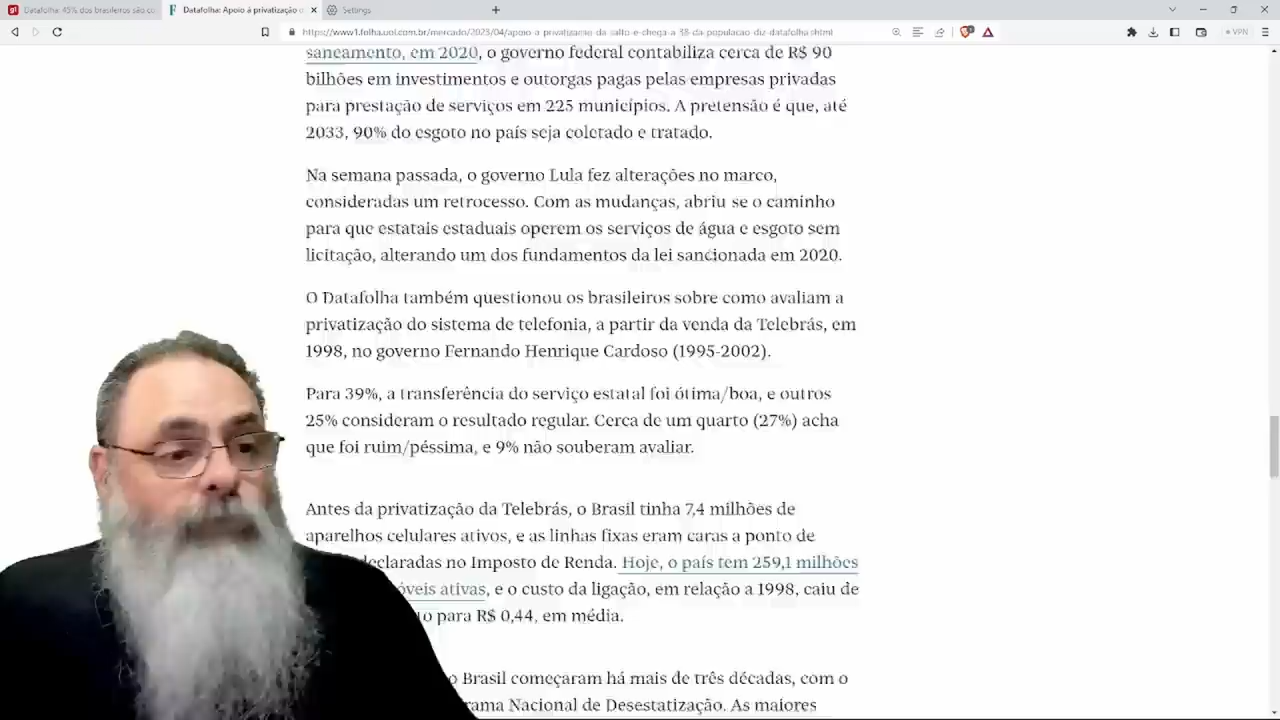 g1 Datafolha: 45% dos brasileiros são co
F Datafolha: Apoio à privatização
Settings
https://www1.folha.uol.com.br/mercado/2023/04/apoio-a-privatizacao-da-salto-e-chega-a-38-da-populacao-diz-datafolha.shtml
VPN
saneamento, em 2020, o governo federal contabiliza cerca de R$ 90
bilhões em investimentos e outorgas pagas pelas empresas privadas
para prestação de serviços em 225 municípios. A pretensão é que, até
2033, 90% do esgoto no país seja coletado e tratado.
Na semana passada, o governo Lula fez alterações no marco,
consideradas um retrocesso. Com as mudanças, abriu se o caminho
para que estatais estaduais operem os serviços de água e esgoto sem
licitação, alterando um dos fundamentos da lei sancionada em 2020.
O Datafolha também questionou os brasileiros sobre como avaliam a
privatização do sistema de telefonia, a partir da venda da Telebrás, em
1998, no governo Fernando Henrique Cardoso (1995-2002).
Para 39%, a transferência do serviço estatal foi ótima/boa, e outros
25% consideram o resultado regular. Cerca de um quarto (27%) acha
que foi ruim/péssima, e 9% não souberam avaliar.
Antes da privatização da Telebrás, o Brasil tinha 7,4 milhões de
aparelhos celulares ativos, e as linhas fixas eram caras a ponto de
declaradas no Imposto de Renda. Hoje, o país tem 259,1 milhões
óveis ativas, e o custo da ligação, em relação a 1998, caiu de
para R$ 0,44, em média.
o Brasil começaram há mais de três décadas, com o
rama Nacional de Desestatização. As maiores